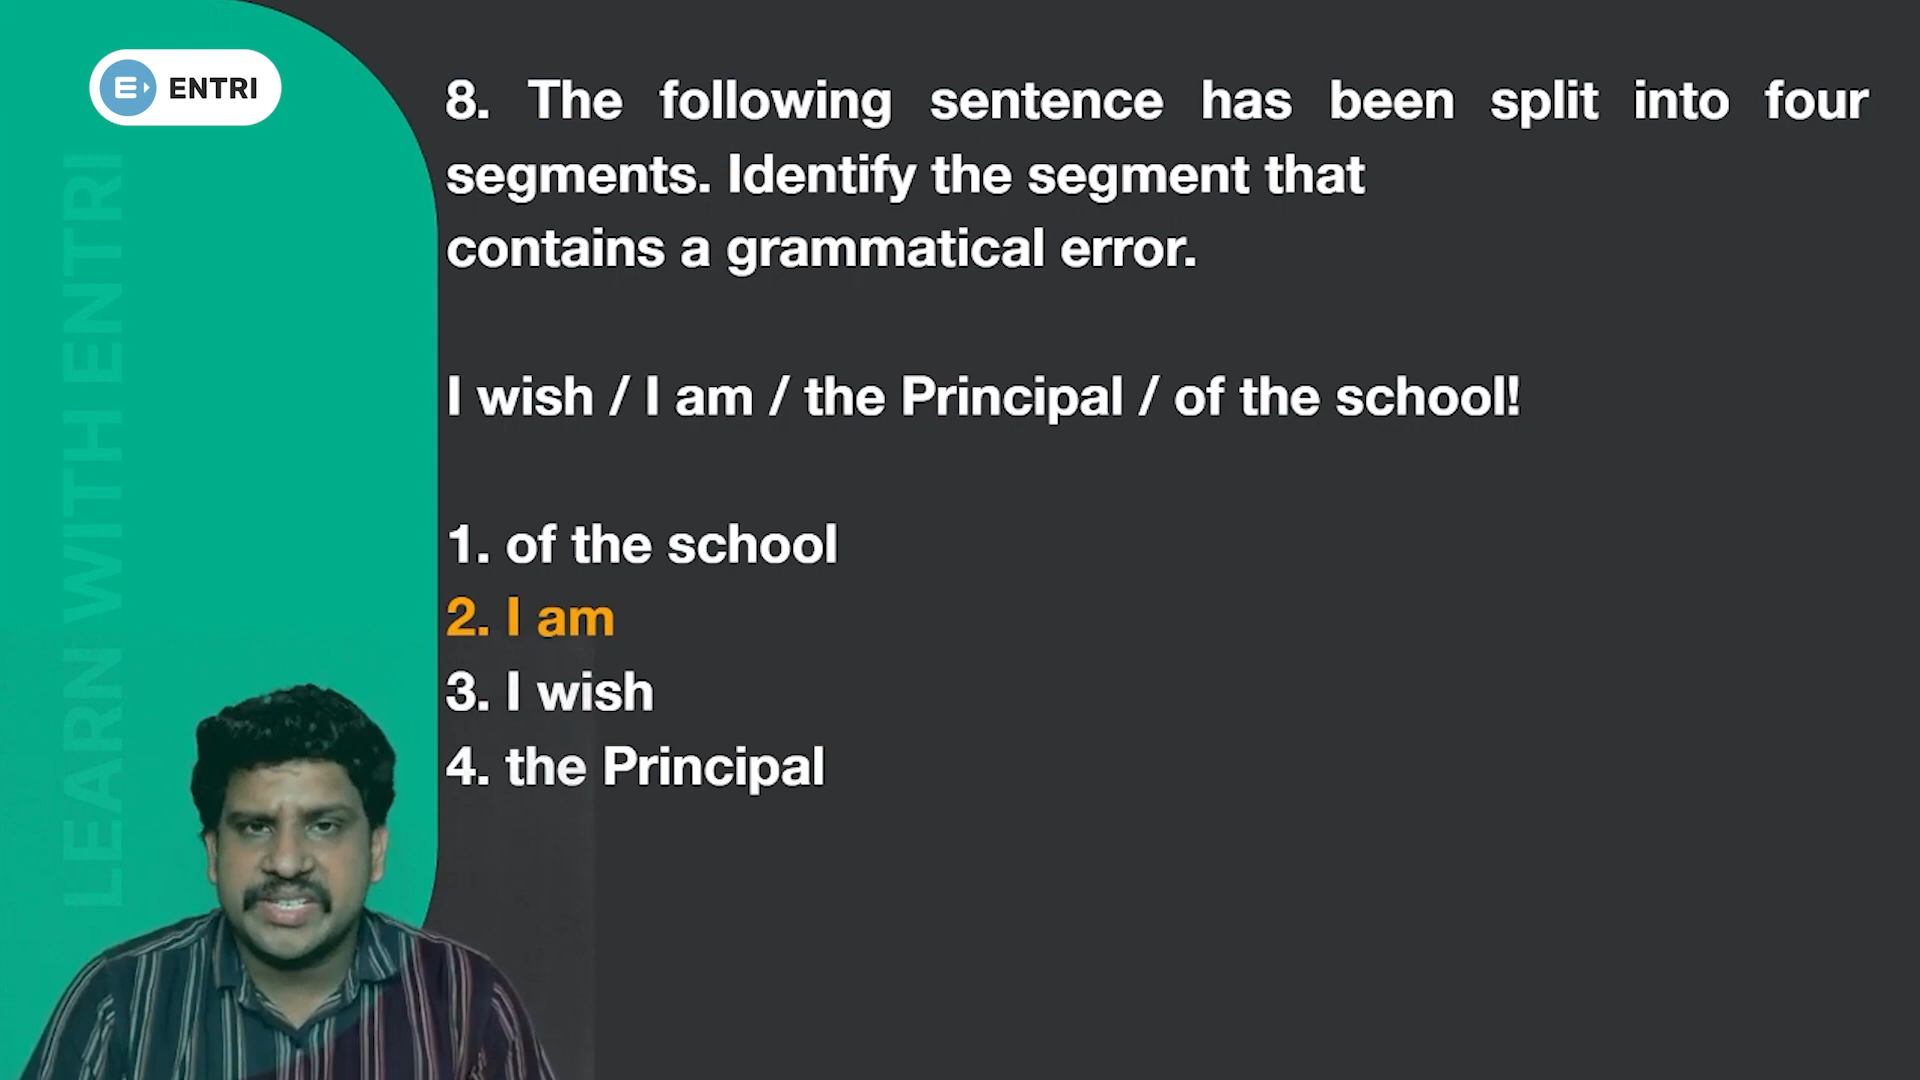 ENTRI
LEARN WITH ENTRI
8. The following sentence has been split into four
segments. Identify the segment that
contains a grammatical error.
I wish / I am / the Principal / of the school!
1. of the school
2. I am
3. I wish
4. the Principal